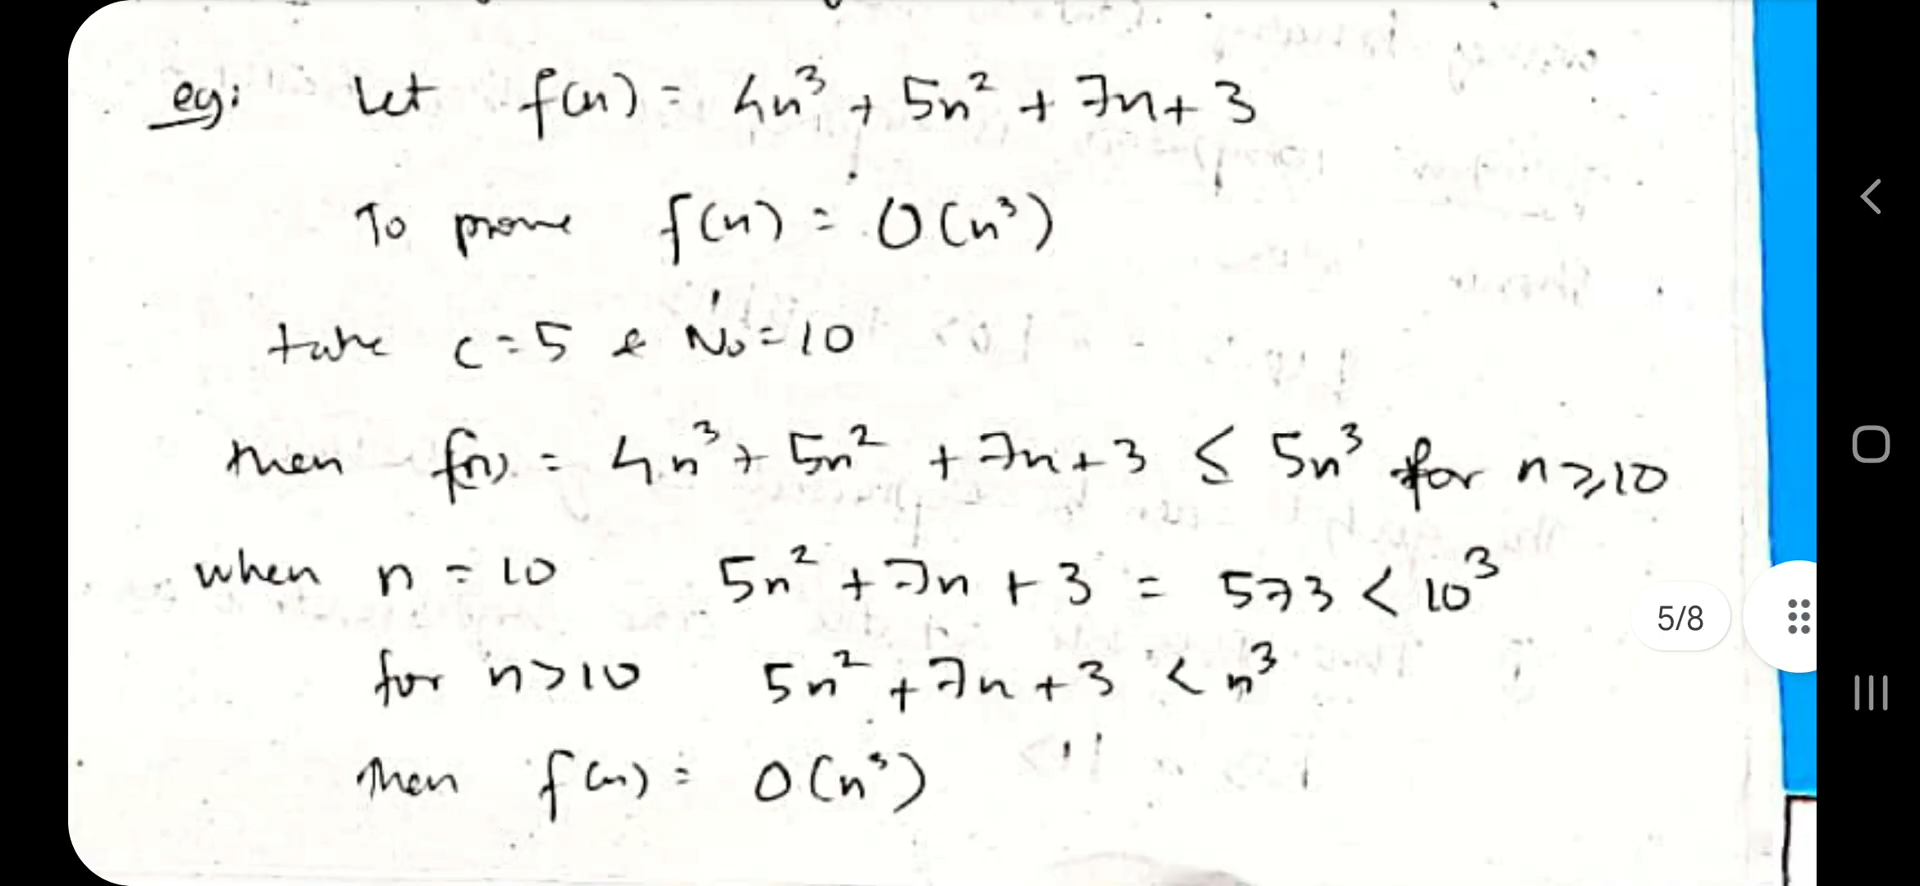 eg: Let f(n) = 4n³ + 5n² + 7n + 3
To prove f(n) = O(n³)
take c = 5 & N₀ = 10
then f(n) = 4n³ + 5n² + 7n + 3 ≤ 5n³ for n ≥ 10
when n = 10 5n² + 7n + 3 = 573 < 10³
5/8
for n > 10 5n² + 7n + 3 < n³
then f(n) = O(n³)